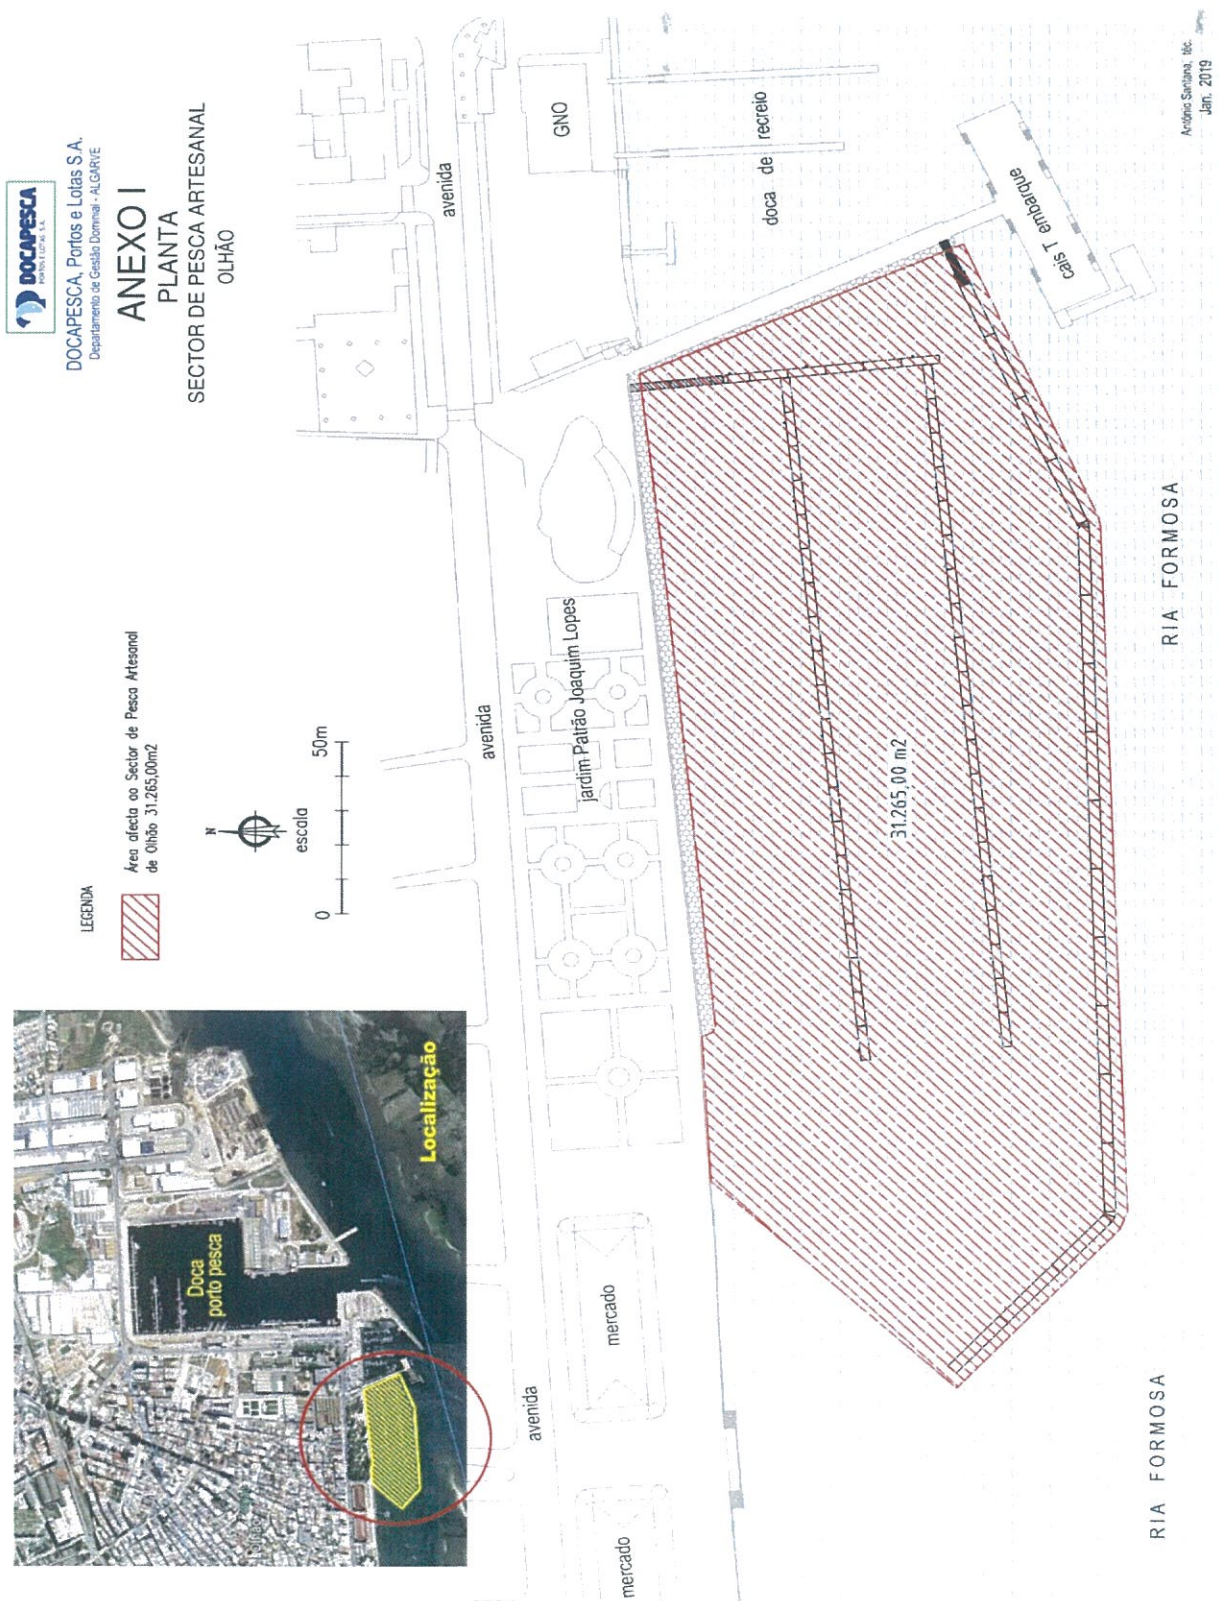 DOCAPESCA
PORTOS E LOTAS S.A.
DOCAPESCA, Portos e Lotas S.A.
Departamento de Gestão Dominial - ALGARVE
ANEXO I
PLANTA
SECTOR DE PESCA ARTESANAL
OLHÃO
LEGENDA
Área afecta ao Sector de Pesca Artesanal
de Olhão 31.265,00m2
N
escala
0
50m
Localização
Doca
porto pesca
avenida
avenida
avenida
GNO
doca de recreio
cais T embarque
jardim Patrão Joaquim Lopes
31.265,00 m2
mercado
mercado
RIA FORMOSA
RIA FORMOSA
António Santana, téc.
Jan. 2019